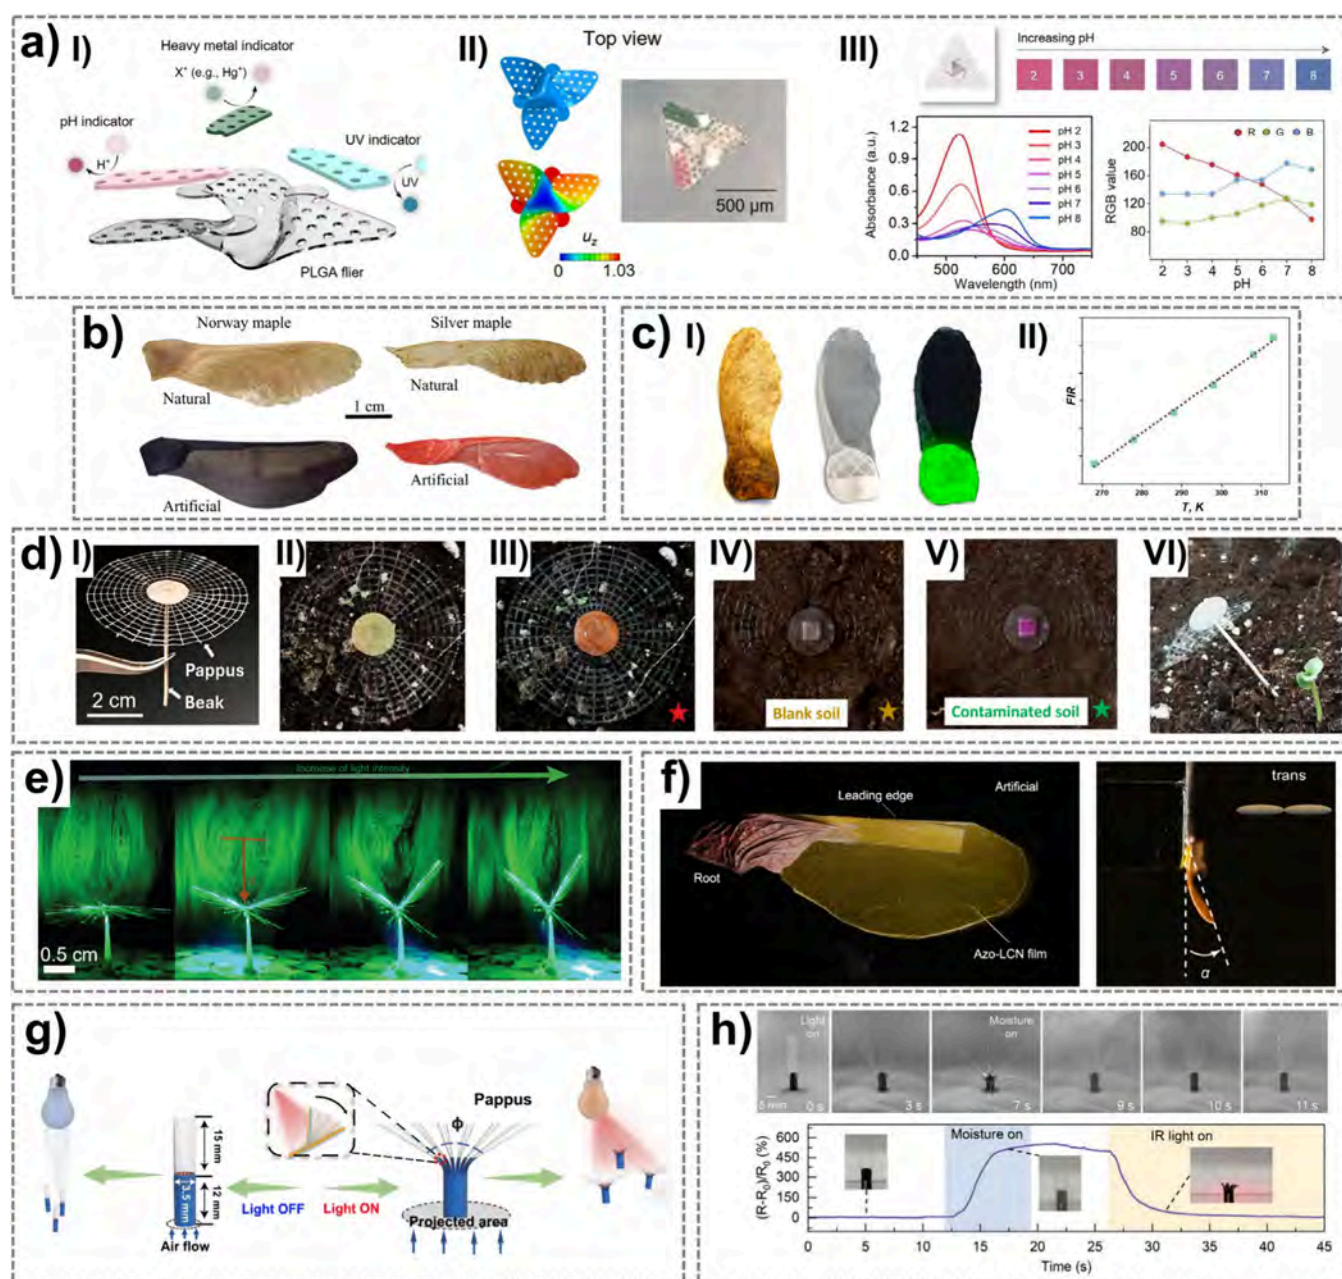 a)
I)
Heavy metal indicator
X⁺ (e.g., Hg⁺)
pH indicator
H⁺
UV indicator
UV
PLGA flier
II)
Top view
u_z
0
1.03
500 μm
III)
Increasing pH
2 3 4 5 6 7 8
Absorbance (a.u.)
1.2
0.9
0.6
0.3
0.0
pH 2
pH 3
pH 4
pH 5
pH 6
pH 7
pH 8
500 600 700
Wavelength (nm)
RGB value
R G B
200
160
120
80
2 3 4 5 6 7 8
pH
b)
Norway maple
Silver maple
Natural
Natural
1 cm
Artificial
Artificial
c)
I)
II)
FIR
270 280 290 300 310
T, K
d)
I)
Pappus
Beak
2 cm
II)
III)
IV)
Blank soil
V)
Contaminated soil
VI)
e)
Increase of light intensity
0.5 cm
f)
Leading edge
Artificial
Root
Azo-LCN film
trans
α
g)
15 mm
3.5 mm
12 mm
Air flow
Light OFF
Light ON
Pappus
ϕ
Projected area
h)
Light on
Moisture on
5 mm
0 s
3 s
7 s
9 s
10 s
11 s
(R-R₀)/R₀ (%)
600
450
300
150
0
Moisture on
IR light on
0 5 10 15 20 25 30 35 40 45
Time (s)